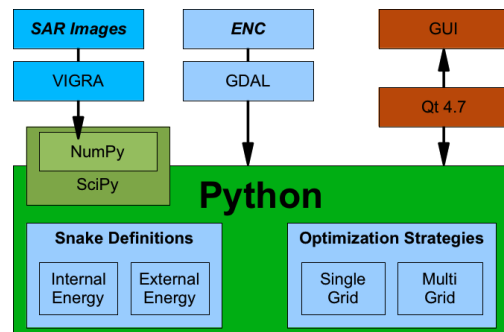 SAR Images
ENC
GUI
VIGRA
GDAL
Qt 4.7
NumPy
SciPy
Python
Snake Definitions
Optimization Strategies
Internal
Energy
External
Energy
Single
Grid
Multi
Grid